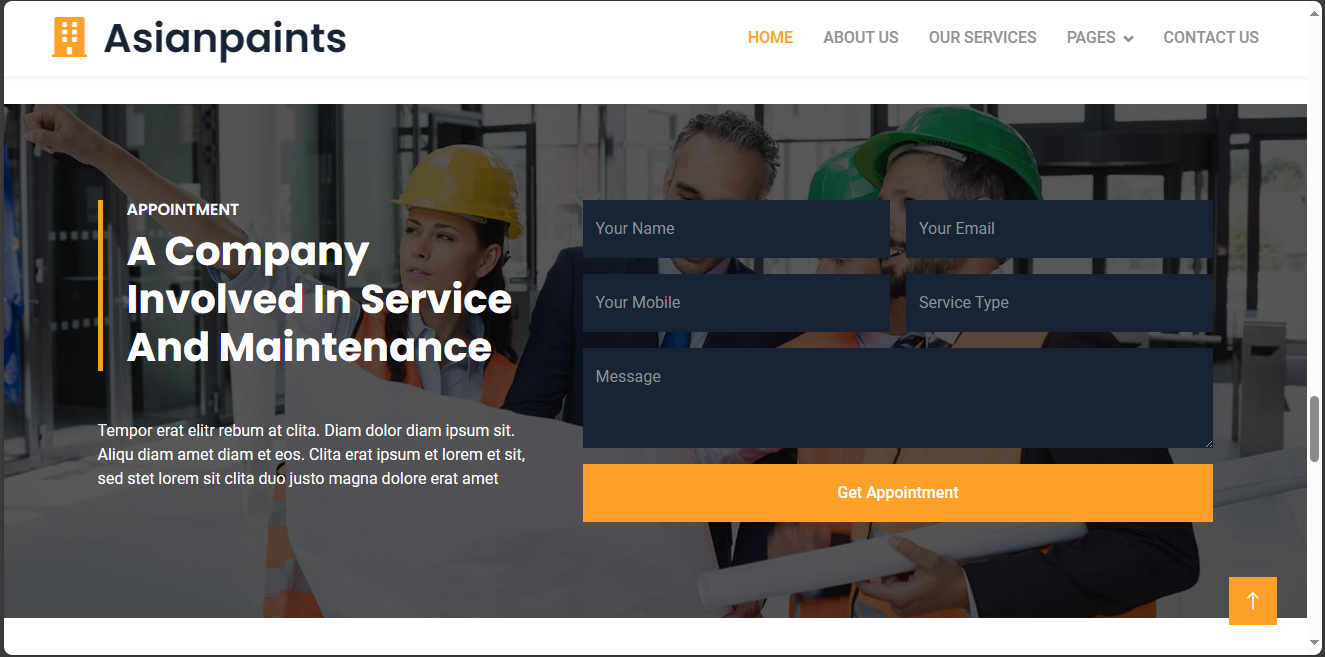 Asianpaints
HOME ABOUT US OUR SERVICES PAGES CONTACT US
APPOINTMENT
A Company
Involved In Service
And Maintenance
Tempor erat elitr rebum at clita. Diam dolor diam ipsum sit.
Aliqu diam amet diam et eos. Clita erat ipsum et lorem et sit,
sed stet lorem sit clita duo justo magna dolore erat amet
Your Name
Your Email
Your Mobile
Service Type
Message
Get Appointment